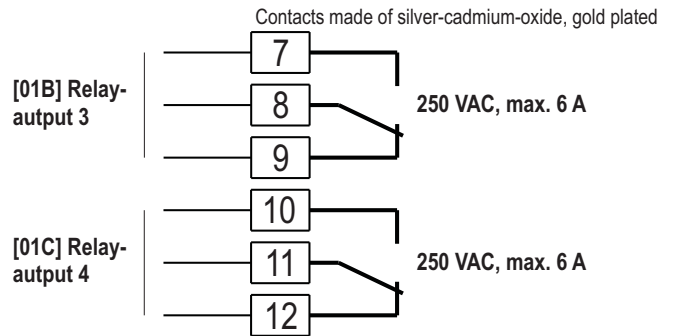 Contacts made of silver-cadmium-oxide, gold plated
7
[01B] Relay-
autput 3
8
250 VAC, max. 6 A
9
10
[01C] Relay-
autput 4
11
250 VAC, max. 6 A
12